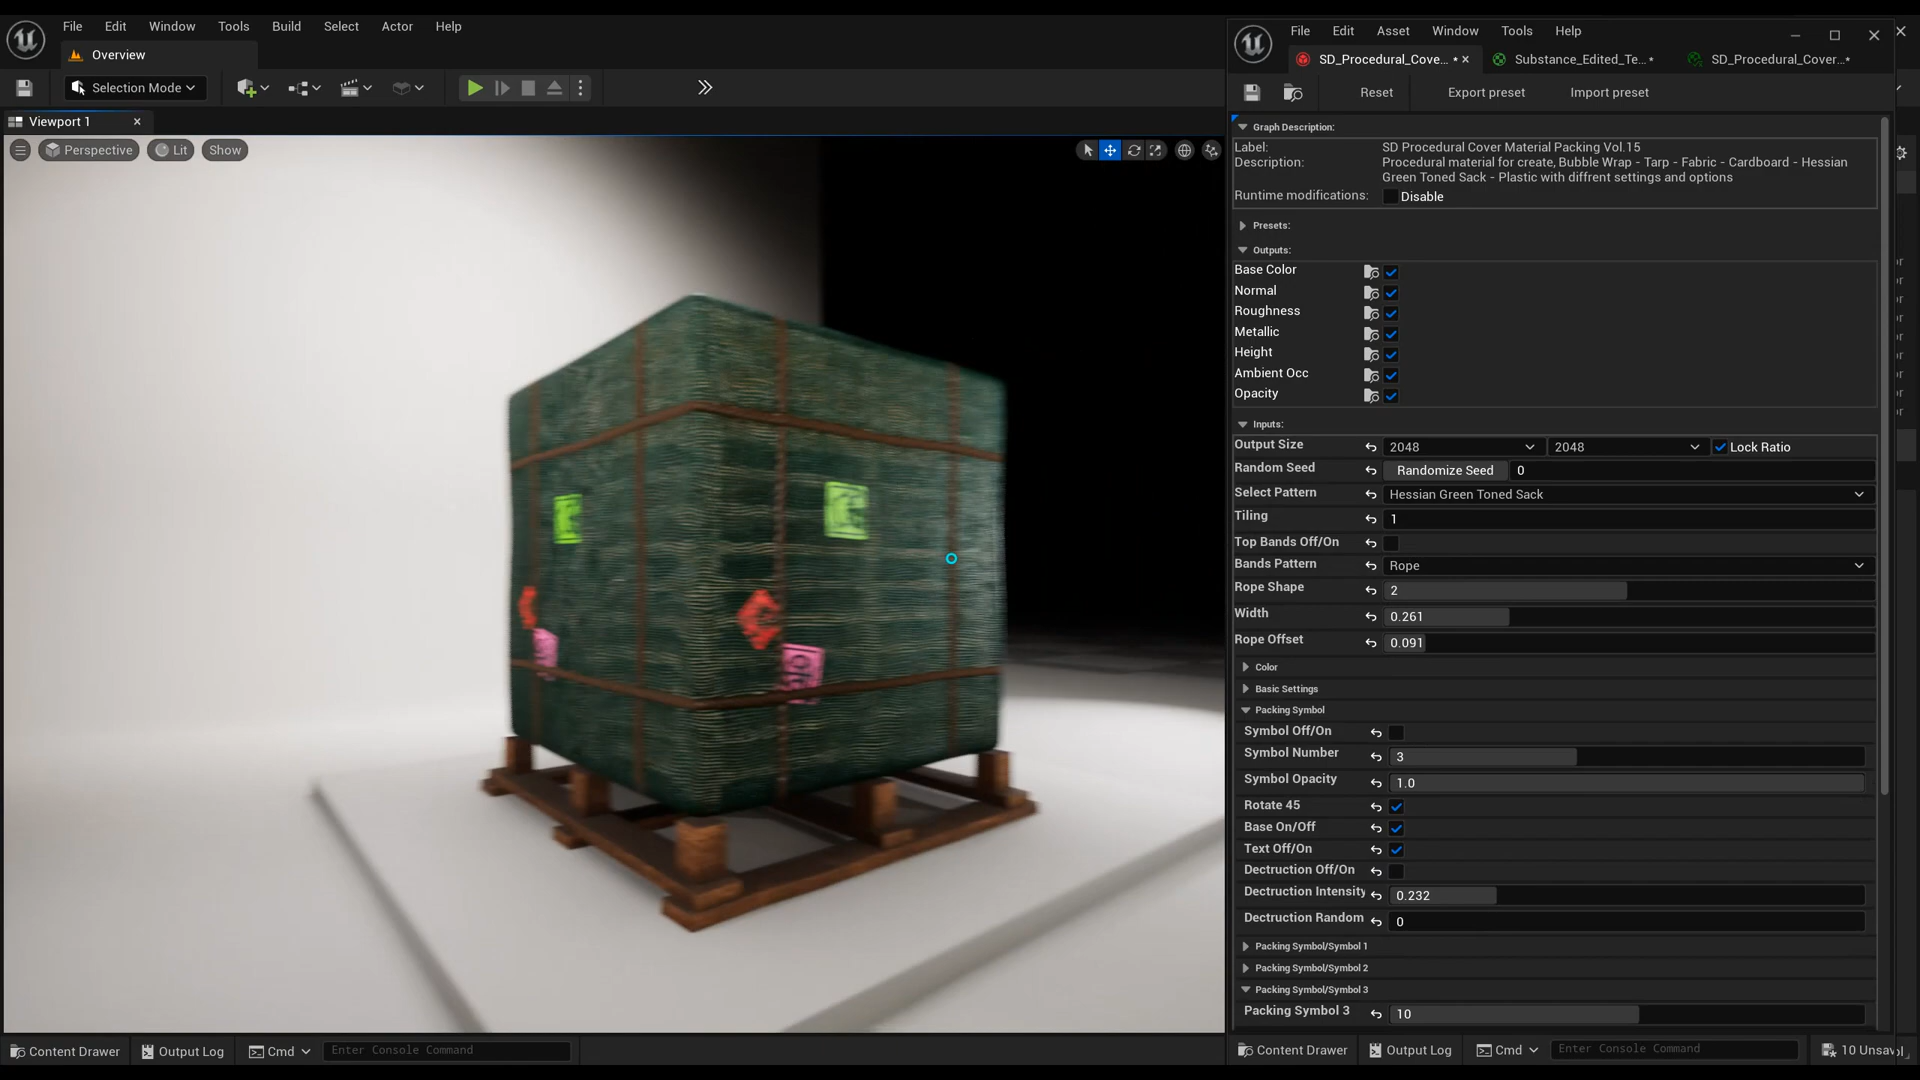 File Edit Window Tools Build Select Actor Help
Overview
Selection Mode
Viewport 1
Perspective Lit Show
Content Drawer Output Log Cmd Enter Console Command
File Edit Asset Window Tools Help
SD_Procedural_Cove... • Substance_Edited_Te... • SD_Procedural_Cover... •
Reset Export preset Import preset
Graph Description:
Label: SD Procedural Cover Material Packing Vol.15
Description: Procedural material for create, Bubble Wrap - Tarp - Fabric - Cardboard - Hessian
Green Toned Sack - Plastic with diffrent settings and options
Runtime modifications: Disable
Presets:
Outputs:
Base Color
Normal
Roughness
Metallic
Height
Ambient Occ
Opacity
Inputs:
Output Size 2048 2048 Lock Ratio
Random Seed Randomize Seed 0
Select Pattern Hessian Green Toned Sack
Tiling 1
Top Bands Off/On
Bands Pattern Rope
Rope Shape 2
Width 0.261
Rope Offset 0.091
Color
Basic Settings
Packing Symbol
Symbol Off/On
Symbol Number 3
Symbol Opacity 1.0
Rotate 45
Base On/Off
Text Off/On
Dectruction Off/On
Dectruction Intensity 0.232
Dectruction Random 0
Packing Symbol/Symbol 1
Packing Symbol/Symbol 2
Packing Symbol/Symbol 3
Packing Symbol 3 10
Content Drawer Output Log Cmd Enter Console Command